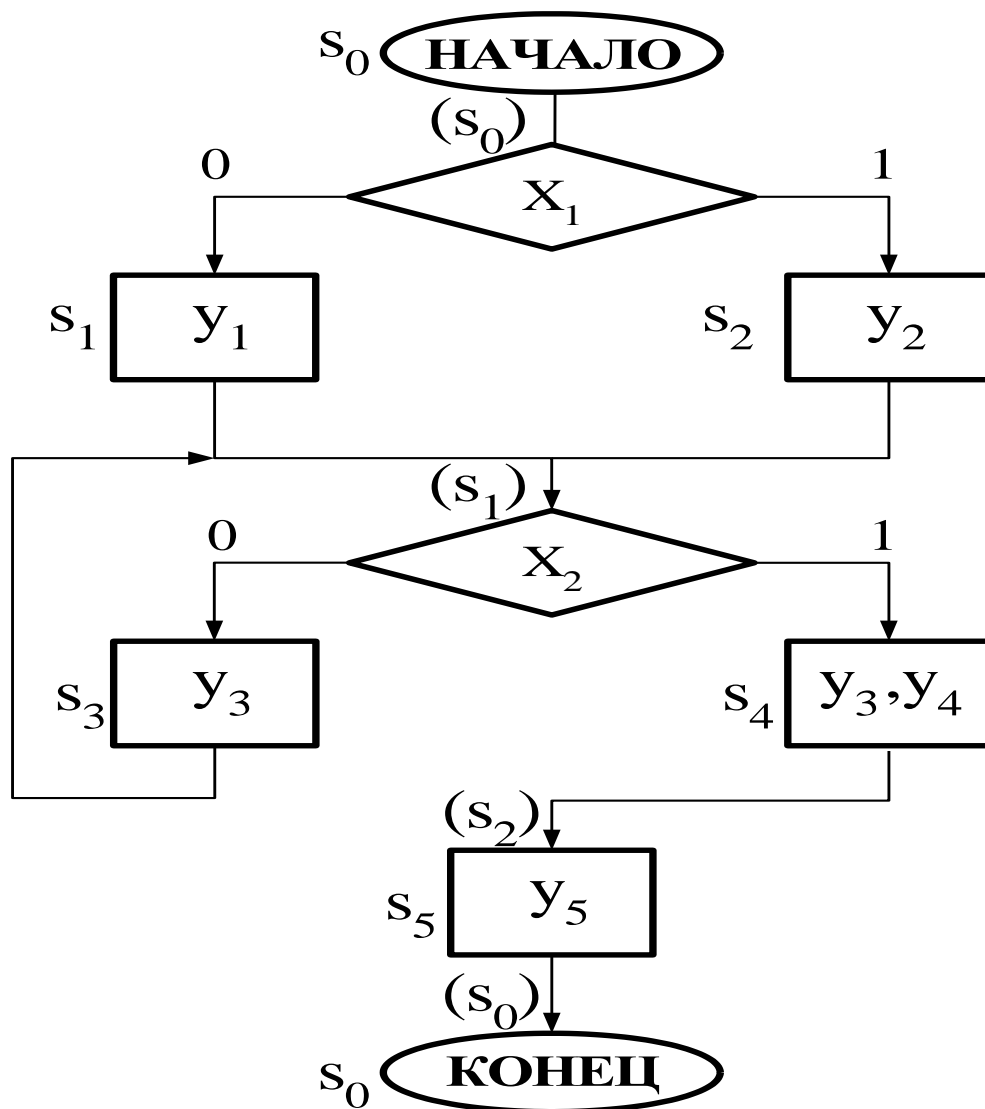 s₀ НАЧАЛО
(s₀)
0 1
X₁
s₁ y₁ s₂ y₂
(s₁)
0 1
X₂
s₃ y₃ s₄ y₃,y₄
(s₂)
s₅ y₅
(s₀)
s₀ КОНЕЦ